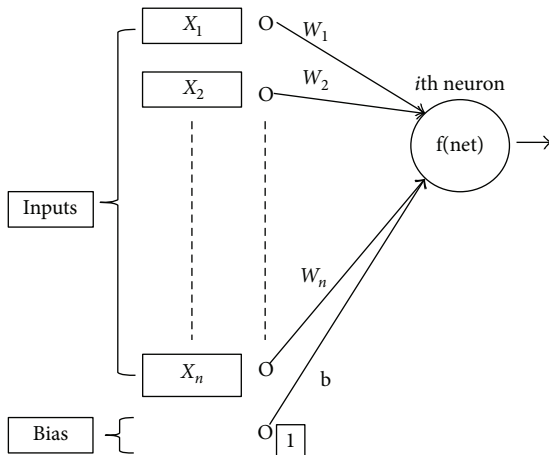 X1
W1
X2
W2
ith neuron
f(net)
Inputs
Wn
Xn
b
Bias
1